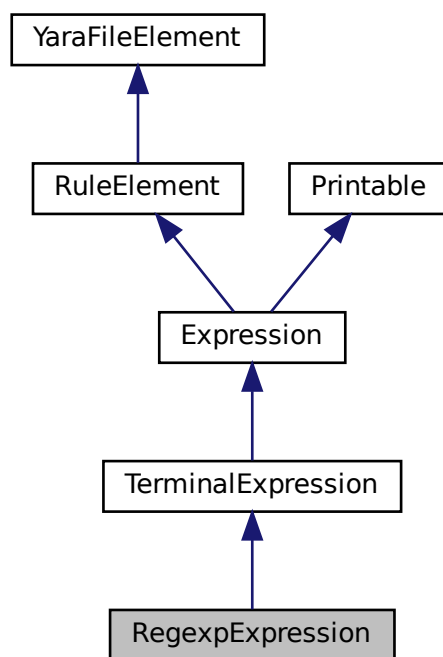 YaraFileElement
RuleElement
Printable
Expression
TerminalExpression
RegexpExpression